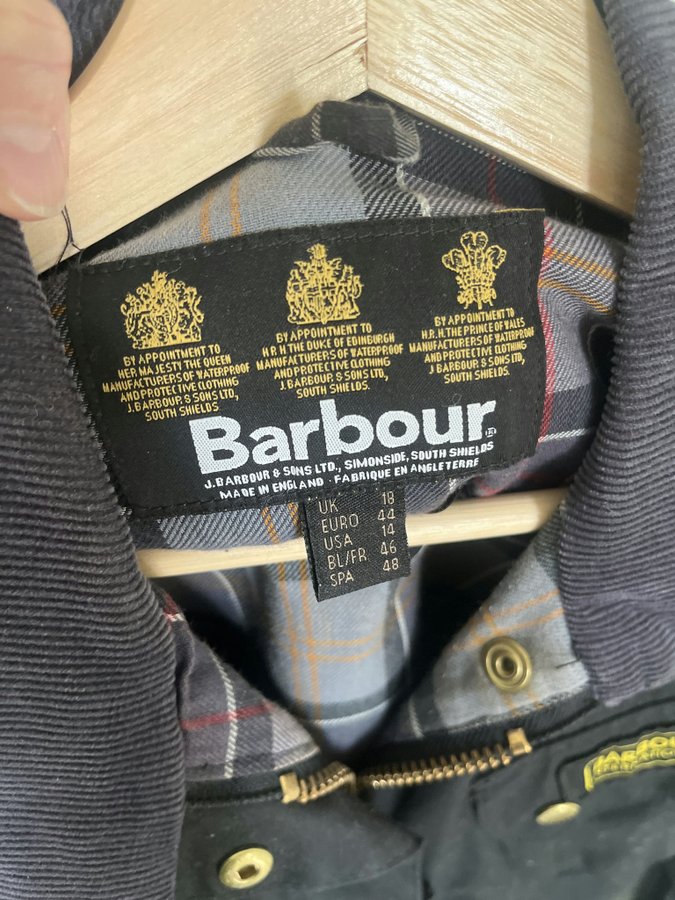 BY APPOINTMENT TO
HER MAJESTY THE QUEEN
MANUFACTURERS OF WATERPROOF
AND PROTECTIVE CLOTHING
J. BARBOUR & SONS LTD,
SOUTH SHIELDS.
BY APPOINTMENT TO
H.R.H. THE DUKE OF EDINBURGH
MANUFACTURERS OF WATERPROOF
AND PROTECTIVE CLOTHING
J. BARBOUR & SONS LTD,
SOUTH SHIELDS.
BY APPOINTMENT TO
H.R.H. THE PRINCE OF WALES
MANUFACTURERS OF WATERPROOF
AND PROTECTIVE CLOTHING
J. BARBOUR & SONS LTD,
SOUTH SHIELDS.
Barbour
J. BARBOUR & SONS LTD., SIMONSIDE, SOUTH SHIELDS
MADE IN ENGLAND · FABRIQUE EN ANGLETERRE
UK 18
EURO 44
USA 14
BL/FR 46
SPA 48